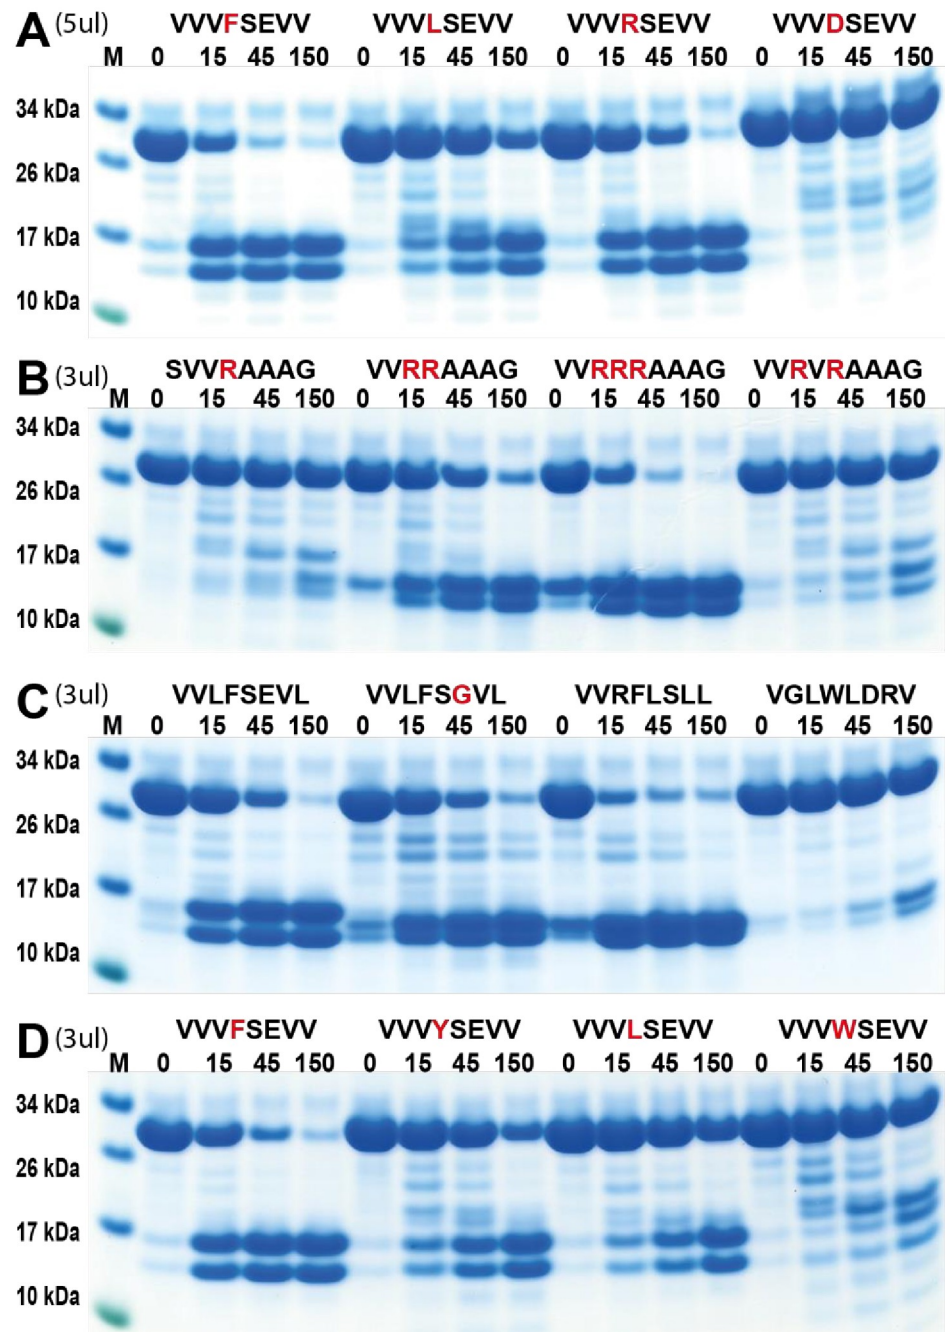 A (5ul) VVVFSEVV VVVLSEVV VVVRSEVV VVVDSEVV
M 0 15 45 150 0 15 45 150 0 15 45 150 0 15 45 150
34 kDa
26 kDa
17 kDa
10 kDa
B (3ul) SVVRAAAG VVRRAAAG VVRRRAAAG VVRVRAAAG
M 0 15 45 150 0 15 45 150 0 15 45 150 0 15 45 150
34 kDa
26 kDa
17 kDa
10 kDa
C (3ul) VVLFSEVL VVLFSGVL VVRFLSLL VGLWLDRV
M 0 15 45 150 0 15 45 150 0 15 45 150 0 15 45 150
34 kDa
26 kDa
17 kDa
10 kDa
D (3ul) VVVFSEVV VVVYSEVV VVVLSEVV VVVWSEVV
M 0 15 45 150 0 15 45 150 0 15 45 150 0 15 45 150
34 kDa
26 kDa
17 kDa
10 kDa